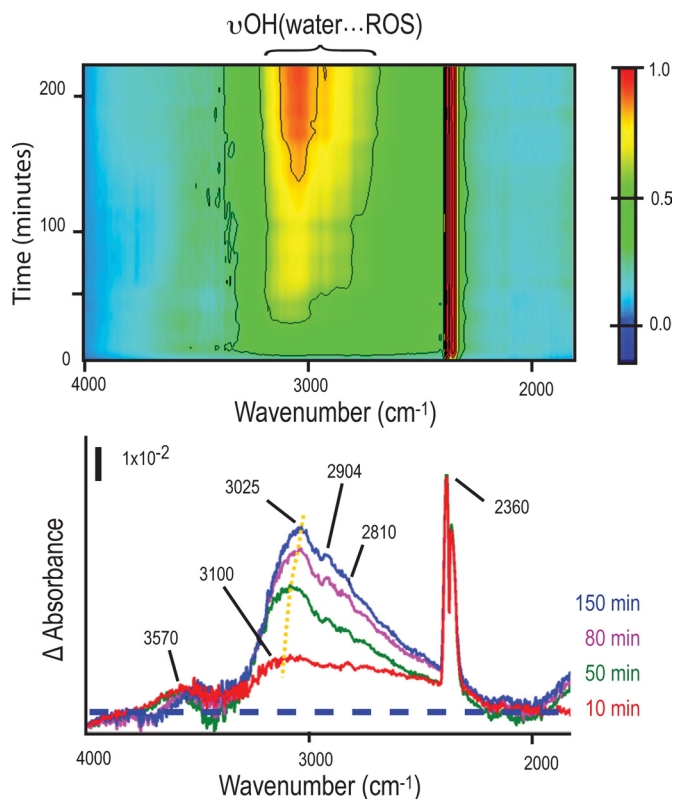 υOH(water···ROS)
200
100
0
Time (minutes)
4000 3000 2000
Wavenumber (cm-1)
1.0
0.5
0.0
1x10-2
3025
2904
2810
2360
3100
3570
150 min
80 min
50 min
10 min
Δ Absorbance
4000 3000 2000
Wavenumber (cm-1)